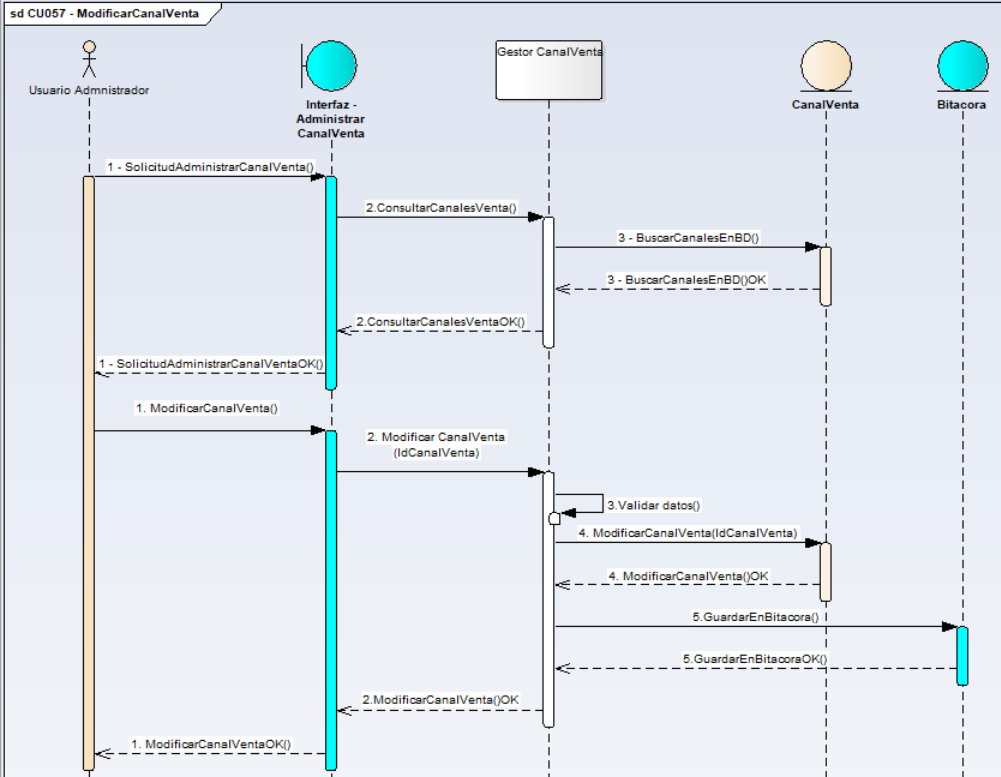 sd CU057 - ModificarCanalVenta
Usuario Admnistrador
Interfaz -
Administrar
CanalVenta
Gestor CanalVenta
CanalVenta
Bitacora
1 - SolicitudAdministrarCanalVenta()
2.ConsultarCanalesVenta()
3 - BuscarCanalesEnBD()
3 - BuscarCanalesEnBD()OK
2.ConsultarCanalesVentaOK()
1 - SolicitudAdministrarCanalVentaOK()
1. ModificarCanalVenta()
2. Modificar CanalVenta
(IdCanalVenta)
3.Validar datos()
4. ModificarCanalVenta(IdCanalVenta)
4. ModificarCanalVenta()OK
5.GuardarEnBitacora()
5.GuardarEnBitacoraOK()
2.ModificarCanalVenta()OK
1. ModificarCanalVentaOK()